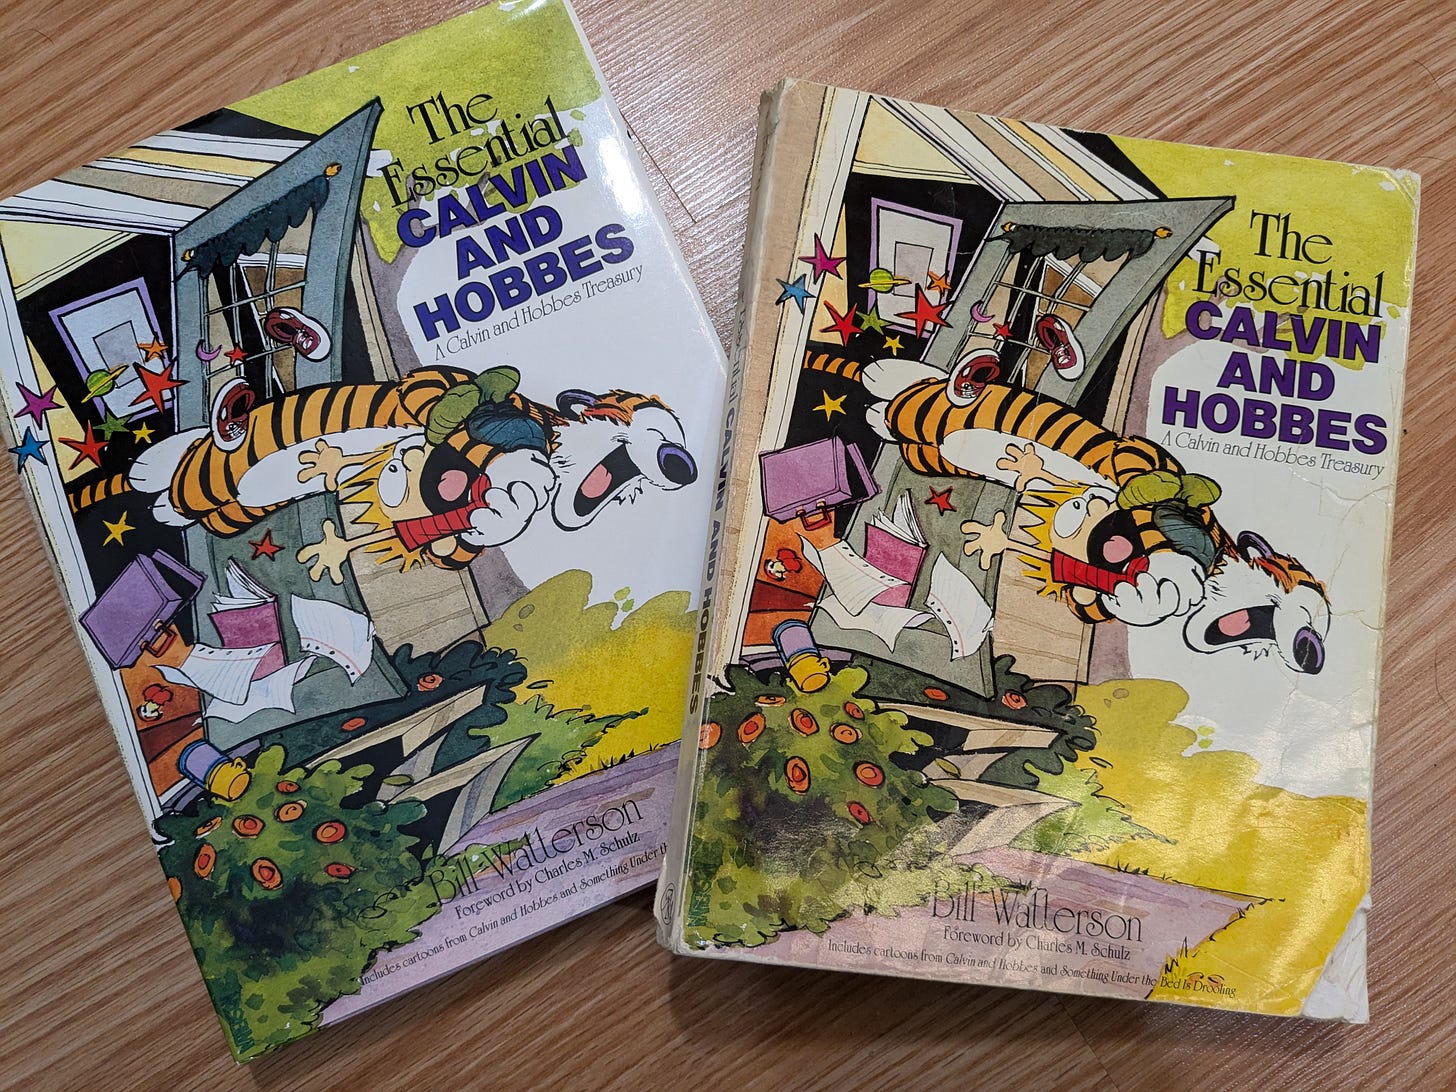 The
Essential
CALVIN
AND
HOBBES
A Calvin and Hobbes Treasury
Bill Watterson
Foreword by Charles M. Schulz
Includes cartoons from Calvin and Hobbes and Something Under th
The
Essential
CALVIN
AND
HOBBES
A Calvin and Hobbes Treasury
Bill Watterson
Foreword by Charles M. Schulz
Includes cartoons from Calvin and Hobbes and Something Under the Bed Is Drooling
CALVIN AND HOBBES